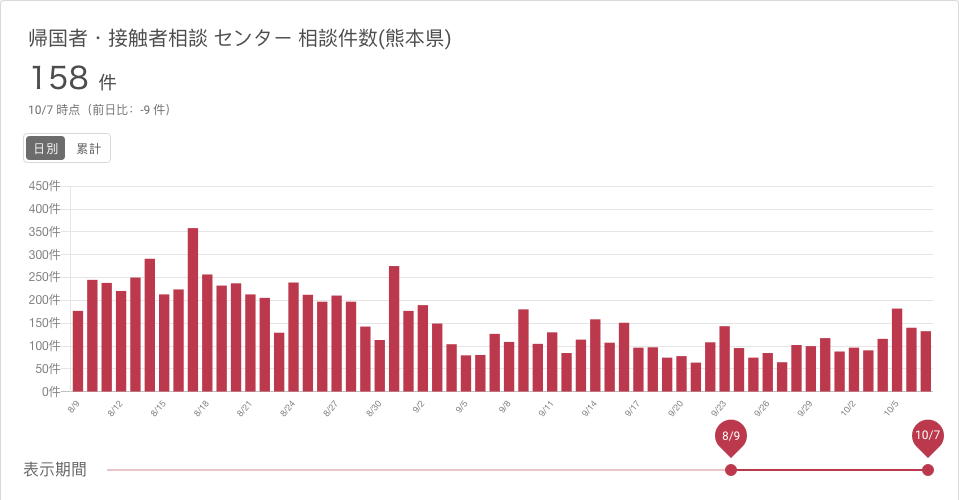 帰国者・接触者相談 センター 相談件数(熊本県)
158 件
10/7 時点（前日比：-9 件）
日別 累計
450件
400件
350件
300件
250件
200件
150件
100件
50件
0件
8/9 8/12 8/15 8/18 8/21 8/24 8/27 8/30 9/2 9/5 9/8 9/11 9/14 9/17 9/20 9/23 9/26 9/29 10/2 10/5
8/9 10/7
表示期間